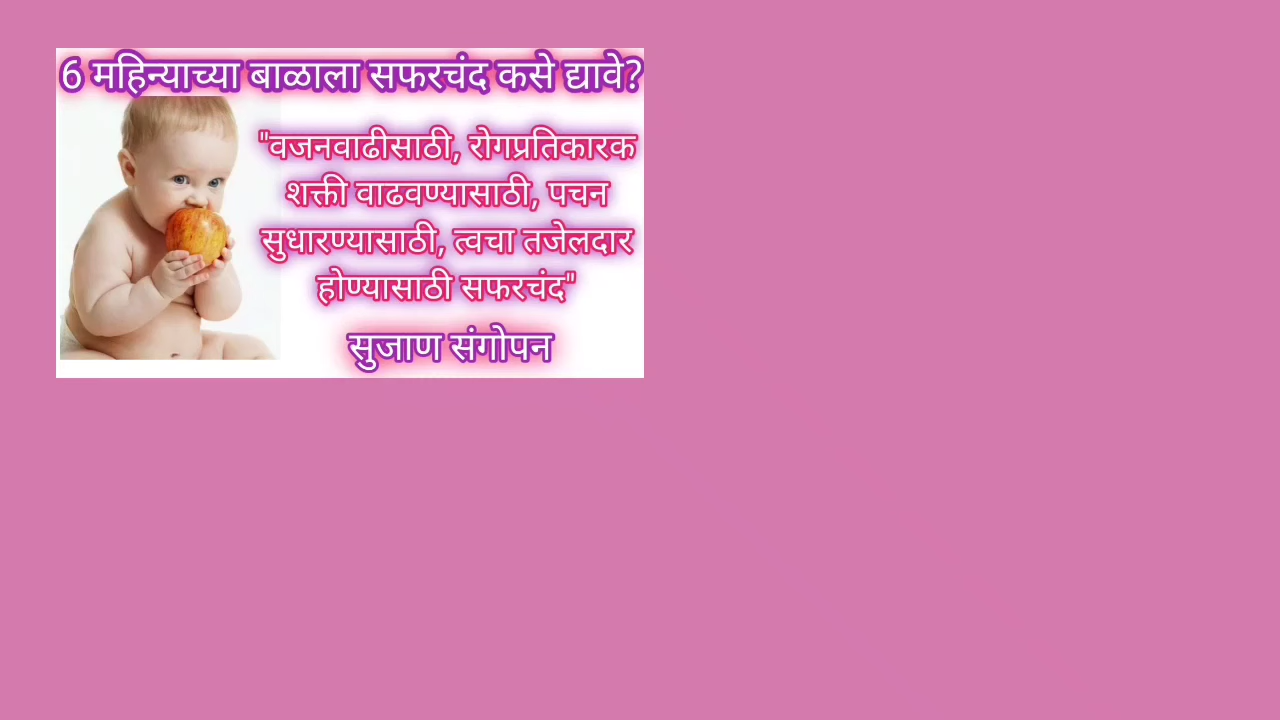 6 महिन्याच्या बाळाला सफरचंद कसे द्यावे?
"वजनवाढीसाठी, रोगप्रतिकारक
शक्ती वाढवण्यासाठी, पचन
सुधारण्यासाठी, त्वचा तजेलदार
होण्यासाठी सफरचंद"
सुजाण संगोपन